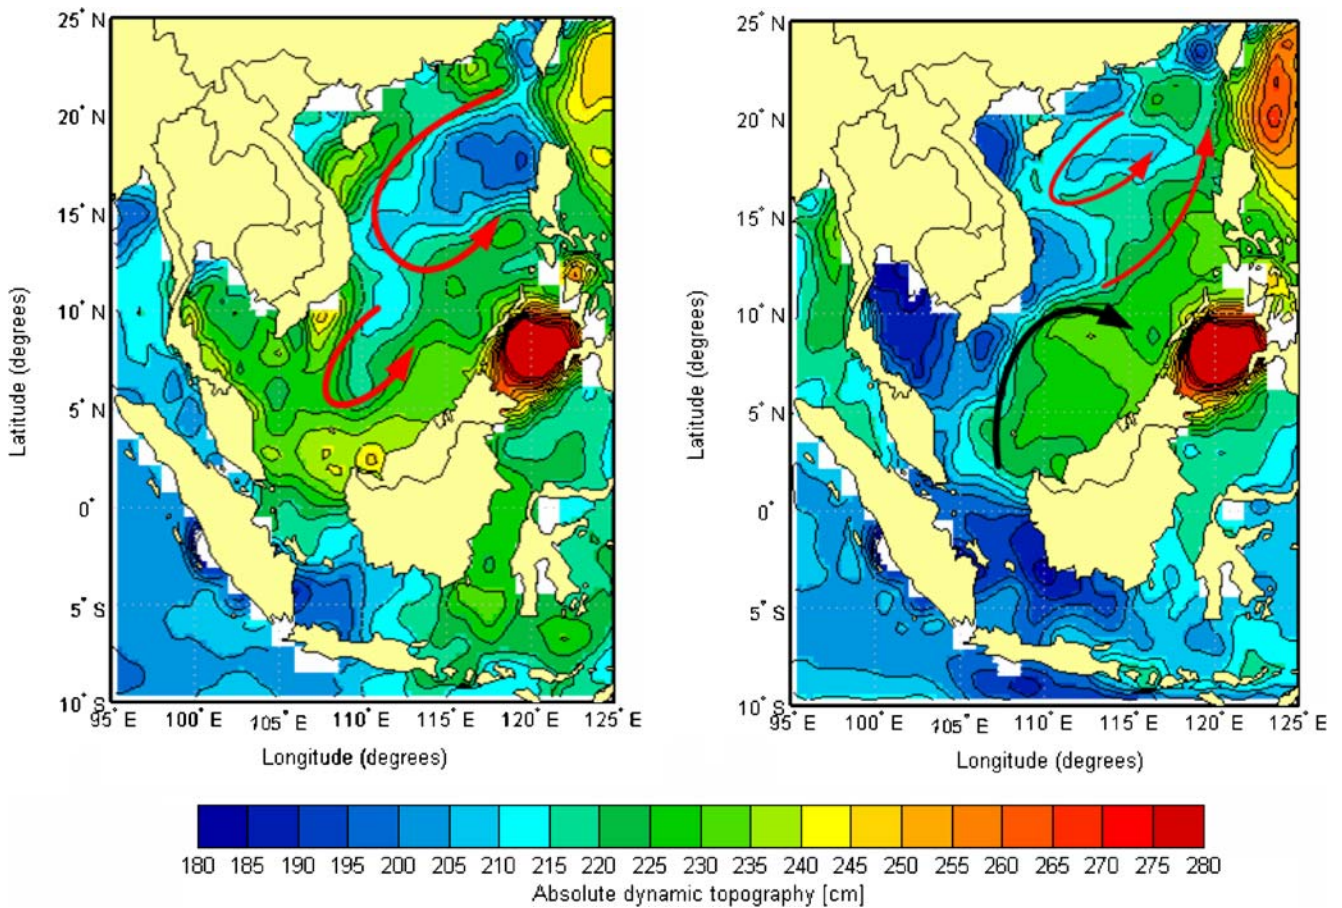 25° N
20° N
15° N
10° N
5° N
0°
5° S
10° S
95° E
100° E
105° E
110° E
115° E
120° E
125° E
Latitude (degrees)
Longitude (degrees)
25° N
20° N
15° N
10° N
5° N
0°
5° S
10° S
95° E
100° E
105° E
110° E
115° E
120° E
125° E
Latitude (degrees)
Longitude (degrees)
180 185 190 195 200 205 210 215 220 225 230 235 240 245 250 255 260 265 270 275 280
Absolute dynamic topography [cm]